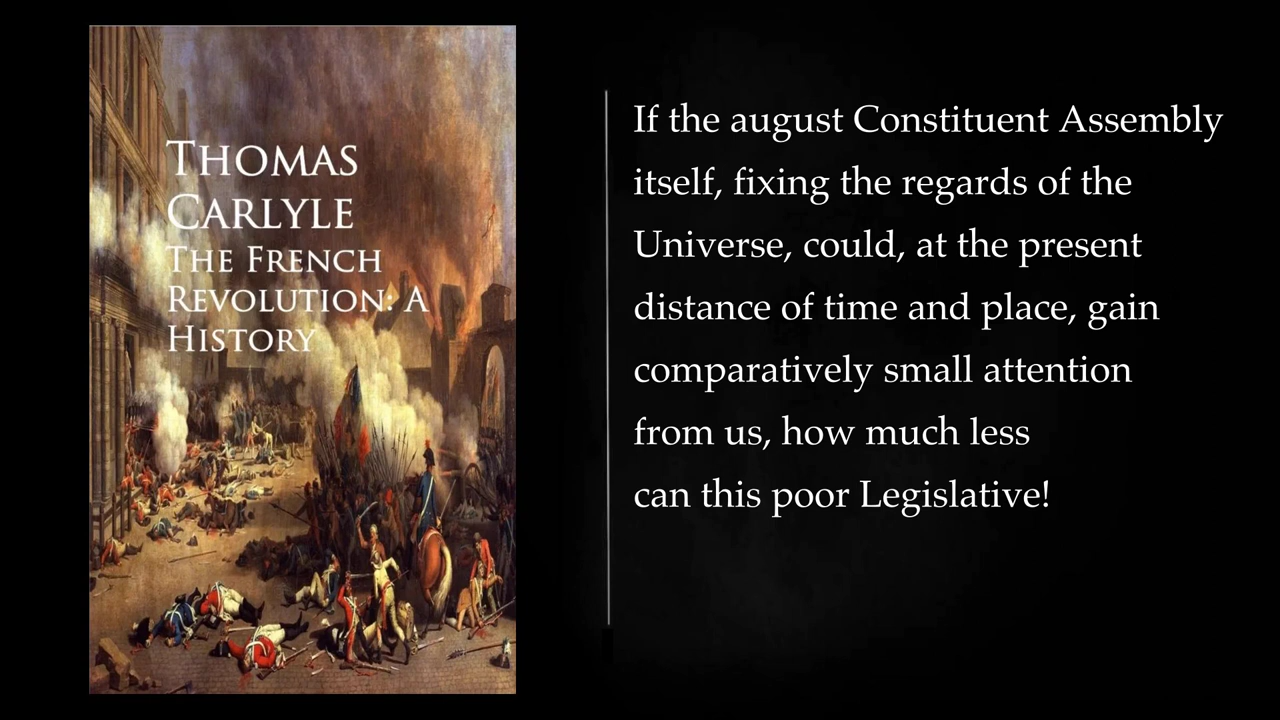 THOMAS
CARLYLE
THE FRENCH
REVOLUTION: A
HISTORY
If the august Constituent Assembly
itself, fixing the regards of the
Universe, could, at the present
distance of time and place, gain
comparatively small attention
from us, how much less
can this poor Legislative!